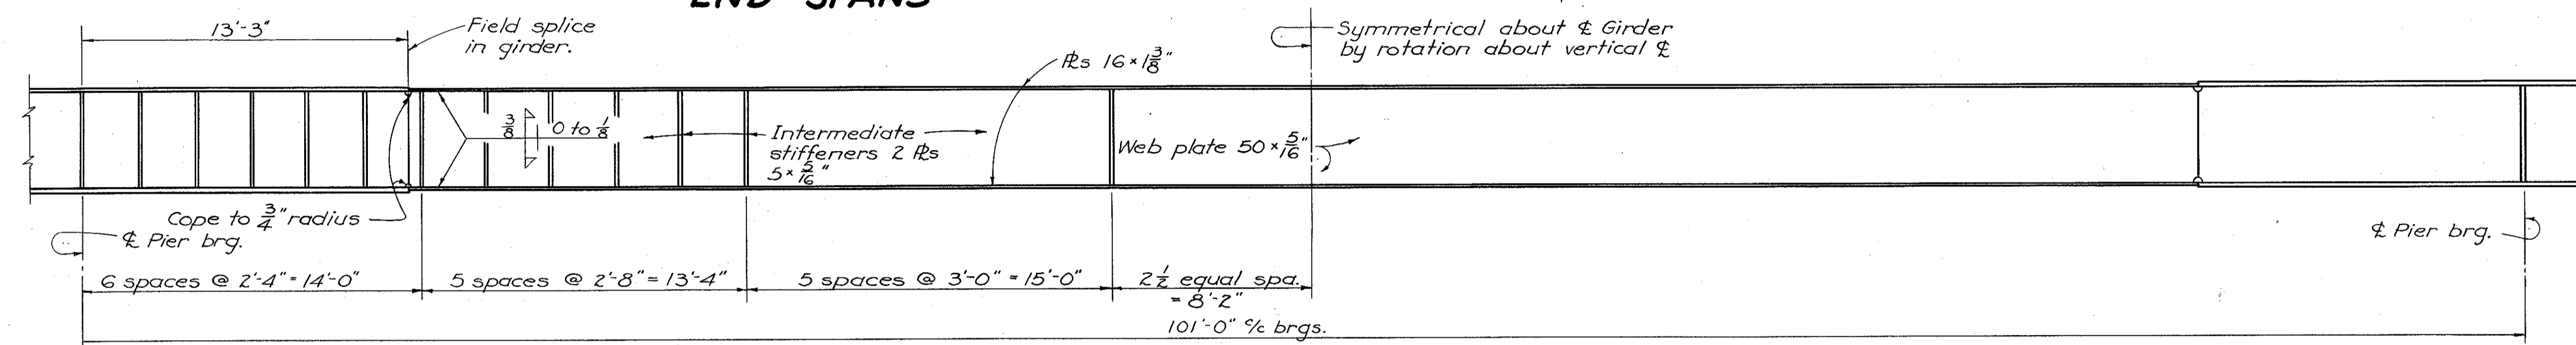 END SPANS
13'-3"
Field splice
in girder.
Symmetrical about ℄ Girder
by rotation about vertical ℄
℞s 16 × 1 3/8"
3/8
0 to 1/8
Intermediate
stiffeners 2 ℞s
5 × 5/16"
Web plate 50 × 5/16"
Cope to 3/4" radius
℄ Pier brg.
℄ Pier brg.
6 spaces @ 2'-4" = 14'-0"
5 spaces @ 2'-8" = 13'-4"
5 spaces @ 3'-0" = 15'-0"
2 1/2 equal spa.
= 8'-2"
101'-0" c/c brgs.